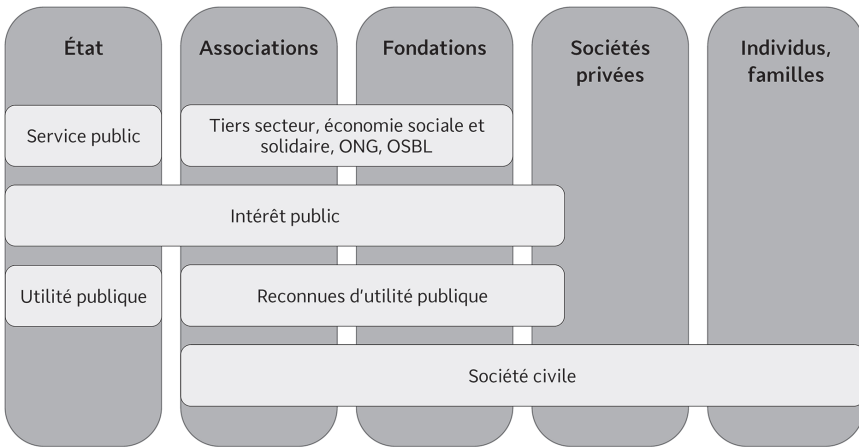 État
Associations
Fondations
Sociétés
privées
Individus,
familles
Service public
Tiers secteur, économie sociale et
solidaire, ONG, OSBL
Intérêt public
Utilité publique
Reconnues d'utilité publique
Société civile